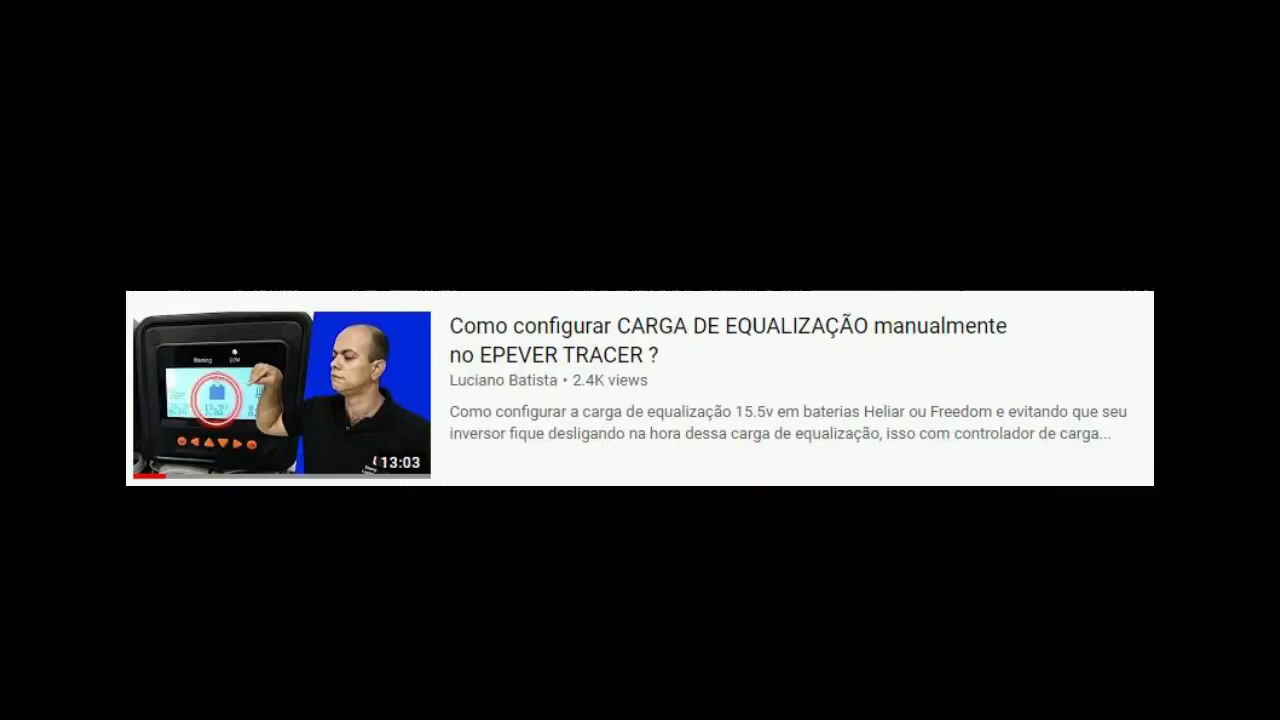 Warning
COM
13:03
Como configurar CARGA DE EQUALIZAÇÃO manualmente
no EPEVER TRACER ?
Luciano Batista • 2.4K views
Como configurar a carga de equalização 15.5v em baterias Heliar ou Freedom e evitando que seu
inversor fique desligando na hora dessa carga de equalização, isso com controlador de carga...